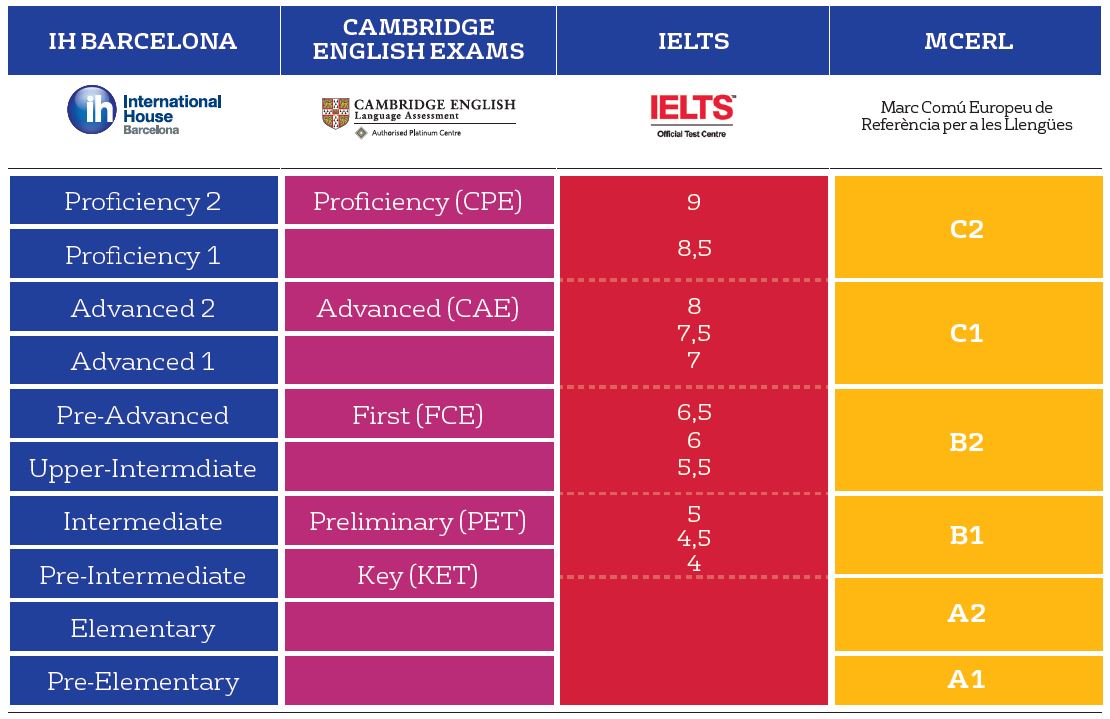 IH BARCELONA
CAMBRIDGE
ENGLISH EXAMS
IELTS
MCERL
ih International
House
Barcelona
CAMBRIDGE ENGLISH
Language Assessment
Authorised Platinum Centre
IELTS™
Official Test Centre
Marc Comú Europeu de
Referència per a les Llengües
Proficiency 2
Proficiency (CPE)
9
C2
Proficiency 1
8,5
Advanced 2
Advanced (CAE)
8
7,5
C1
Advanced 1
7
Pre-Advanced
First (FCE)
6,5
6
B2
Upper-Intermdiate
5,5
Intermediate
Preliminary (PET)
5
4,5
B1
4
Pre-Intermediate
Key (KET)
A2
Elementary
Pre-Elementary
A1